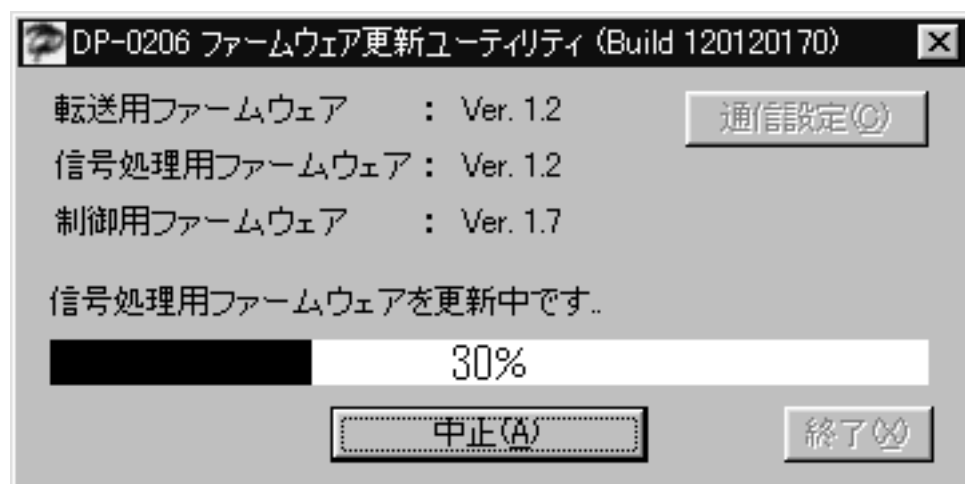 DP-0206 ファームウェア更新ユーティリティ (Build 120120170)
転送用ファームウェア : Ver. 1.2
通信設定(C)
信号処理用ファームウェア : Ver. 1.2
制御用ファームウェア : Ver. 1.7
信号処理用ファームウェアを更新中です..
30%
中止(A)
終了(X)